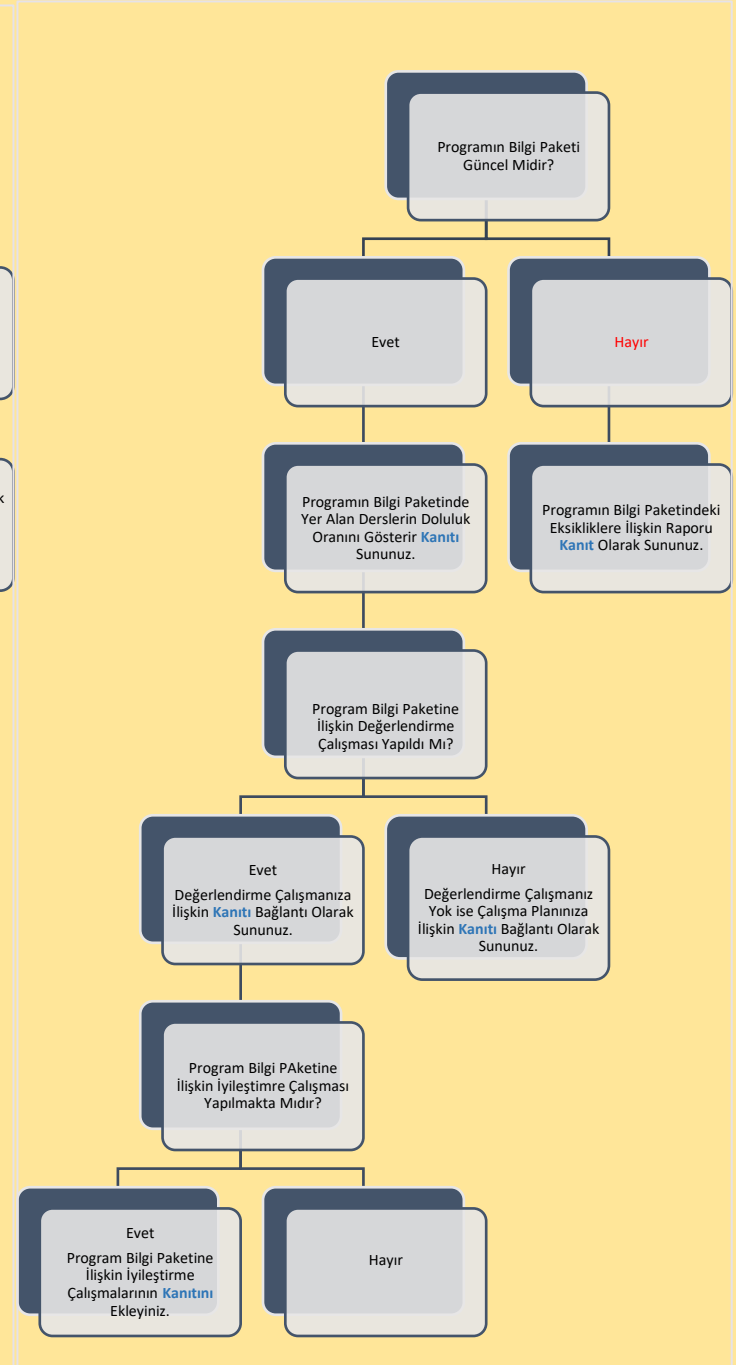 Programın Bilgi Paketi
Güncel Midir?
Evet
Hayır
Programın Bilgi Paketinde
Yer Alan Derslerin Doluluk
Oranını Gösterir Kanıtı
Sununuz.
Programın Bilgi Paketindeki
Eksikliklere İlişkin Raporu
Kanıt Olarak Sununuz.
k
Program Bilgi Paketine
İlişkin Değerlendirme
Çalışması Yapıldı Mı?
Evet
Değerlendirme Çalışmanıza
İlişkin Kanıtı Bağlantı Olarak
Sununuz.
Hayır
Değerlendirme Çalışmanız
Yok ise Çalışma Planınıza
İlişkin Kanıtı Bağlantı Olarak
Sununuz.
Program Bilgi PAketine
İlişkin İyileştimre Çalışması
Yapılmakta Mıdır?
Evet
Program Bilgi Paketine
İlişkin İyileştirme
Çalışmalarının Kanıtını
Ekleyiniz.
Hayır